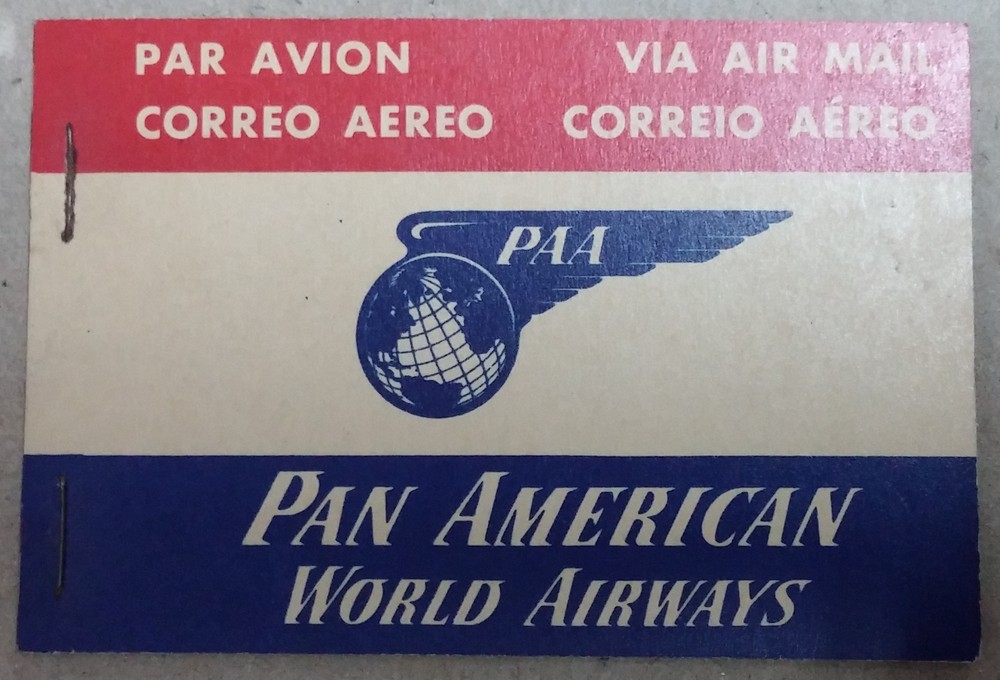 PAR AVION VIA AIR MAIL
CORREO AEREO CORREIO AÉREO
PAA
PAN AMERICAN
WORLD AIRWAYS